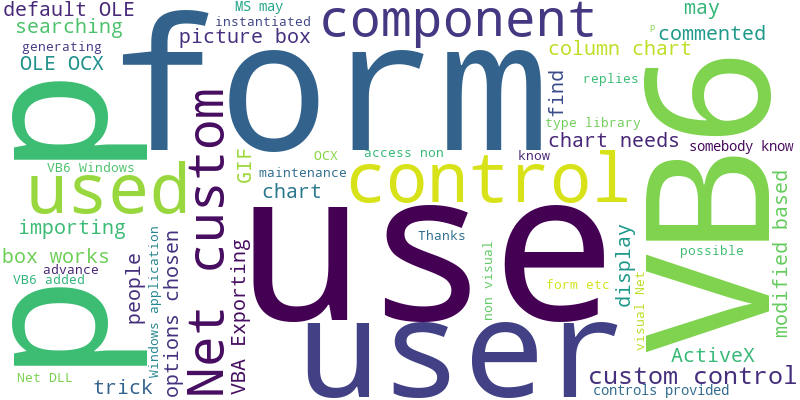 default OLE
searching
generating
OLE OCX
MS may
instantiated
picture box
component
may
commented
column chart
p
form
find
replies
VB6
type library
chart needs
somebody know
p
VB6 Windows
used
Net custom
GIF
OCX
access non
know
maintenance
chart
control
use
Thanks
importing
box works
advance
VB6 added
people
Windows application
options chosen
VBA Exporting
non visual
display
possible
modified based
form etc
visual Net
p
user
ActiveX
Net DLL
trick
custom control
controls provided